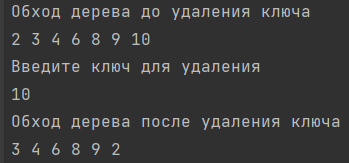 Обход дерева до удаления ключа
2 3 4 6 8 9 10
Введите ключ для удаления
10
Обход дерева после удаления ключа
3 4 6 8 9 2